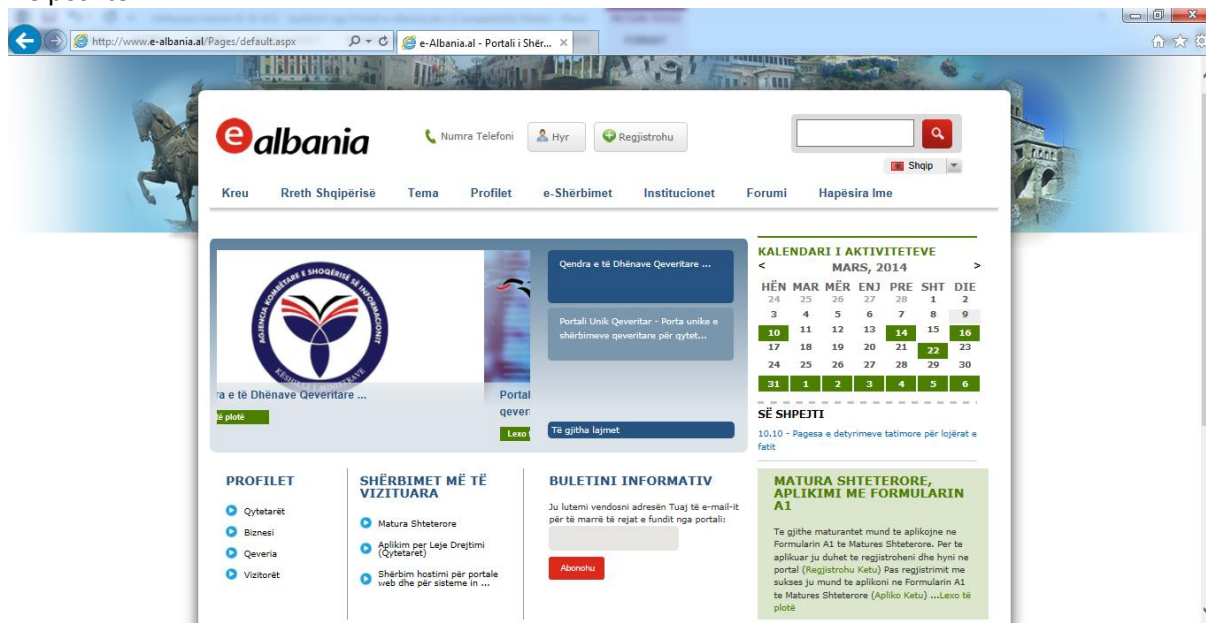 http://www.e-albania.al/Pages/default.aspx
e-Albania.al - Portali i Shër...
ealbania
Numra Telefoni
Hyr
Regjistrohu
Shqip
Kreu Rreth Shqipërisë Tema Profilet e-Shërbimet Institucionet Forumi Hapësira Ime
AGJENCIA KOMBËTARE E SHOQËRISË SË INFORMACIONIT
KËSHILLI I MINISTRAVE
ra e të Dhënave Qeveritare ...
të plotë
Portal
qever
Lexo t
Qendra e të Dhënave Qeveritare ...
Portali Unik Qeveritar - Porta unike e
shërbimeve qeveritare për qytet...
Të gjitha lajmet
KALENDARI I AKTIVITETEVE
< MARS, 2014 >
HËN MAR MËR ENJ PRE SHT DIE
24 25 26 27 28 1 2
3 4 5 6 7 8 9
10 11 12 13 14 15 16
17 18 19 20 21 22 23
24 25 26 27 28 29 30
31 1 2 3 4 5 6
SË SHPEJTI
10.10 - Pagesa e detyrimeve tatimore për lojërat e
fatit
PROFILET
Qytetarët
Biznesi
Qeveria
Vizitorët
SHËRBIMET MË TË
VIZITUARA
Matura Shteterore
Aplikim per Leje Drejtimi
(Qytetaret)
Shërbim hostimi për portale
web dhe për sisteme in ...
BULETINI INFORMATIV
Ju lutemi vendosni adresën Tuaj të e-mail-it
për të marrë të rejat e fundit nga portali:
Abonohu
MATURA SHTETERORE,
APLIKIMI ME FORMULARIN
A1
Te gjithe maturantet mund te aplikojne ne
Formularin A1 te Matures Shteterore. Per te
aplikuar ju duhet te regjistroheni dhe hyni ne
portal (Regjistrohu Ketu) Pas regjistrimit me
sukses ju mund te aplikoni ne Formularin A1
te Matures Shteterore (Apliko Ketu) ...Lexo të
plotë